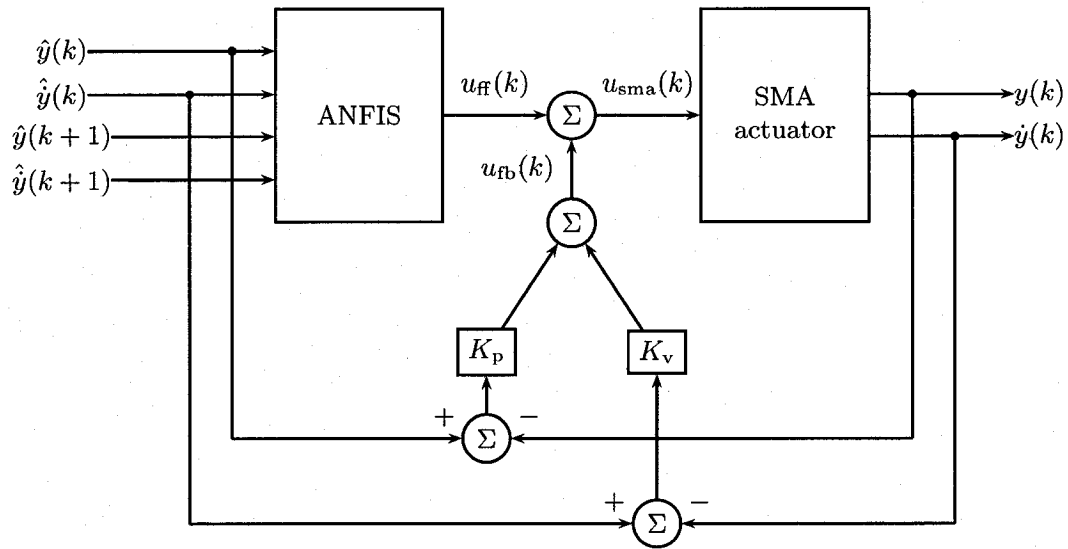 ŷ(k)
ẏ̂(k)
ŷ(k + 1)
ẏ̂(k + 1)
ANFIS
u_ff(k)
Σ
u_sma(k)
SMA
actuator
y(k)
ẏ(k)
u_fb(k)
Σ
K_p
K_v
+
−
Σ
+
−
Σ